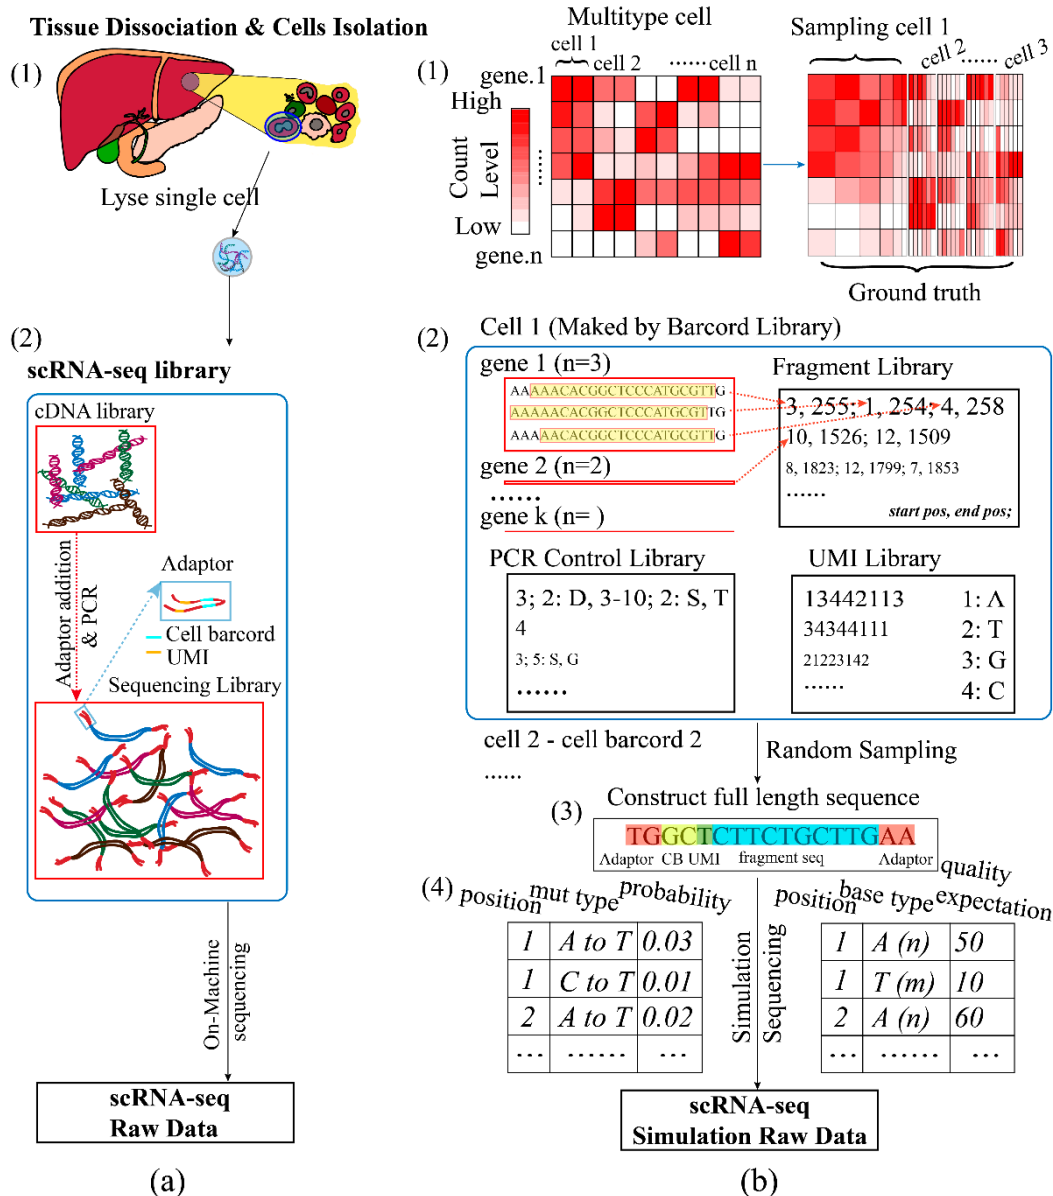 Tissue Dissociation & Cells Isolation
(1)
Lyse single cell
(2)
scRNA-seq library
cDNA library
Adaptor addition
& PCR
Adaptor
Cell barcord
UMI
Sequencing Library
On-Machine
sequencing
scRNA-seq
Raw Data
(a)
Multitype cell
(1)
cell 1
cell 2
...... cell n
gene.1
High
Count
Level
......
Low
gene.n
Sampling cell 1
cell 2
...... cell 3
Ground truth
(2)
Cell 1 (Maked by Barcord Library)
gene 1 (n=3)
AAAAACACGGCTCCCATGCGTTG
AAAAACACGGCTCCCATGCGTTG
AAAAACACGGCTCCCATGCGTTG
gene 2 (n=2)
......
gene k (n= )
Fragment Library
3, 255; 1, 254; 4, 258
10, 1526; 12, 1509
8, 1823; 12, 1799; 7, 1853
......
start pos, end pos;
PCR Control Library
3; 2: D, 3-10; 2: S, T
4
3; 5: S, G
......
UMI Library
13442113 1: A
34344111 2: T
21223142 3: G
...... 4: C
cell 2 - cell barcord 2
......
Random Sampling
(3)
Construct full length sequence
TGGCTCTTCTGCTTGAA
Adaptor CB UMI fragment seq Adaptor
(4)
position mut type probability
1 A to T 0.03
1 C to T 0.01
2 A to T 0.02
... ...... ...
Simulation
Sequencing
position base type quality expectation
1 A (n) 50
1 T (m) 10
2 A (n) 60
... ...... ...
scRNA-seq
Simulation Raw Data
(b)